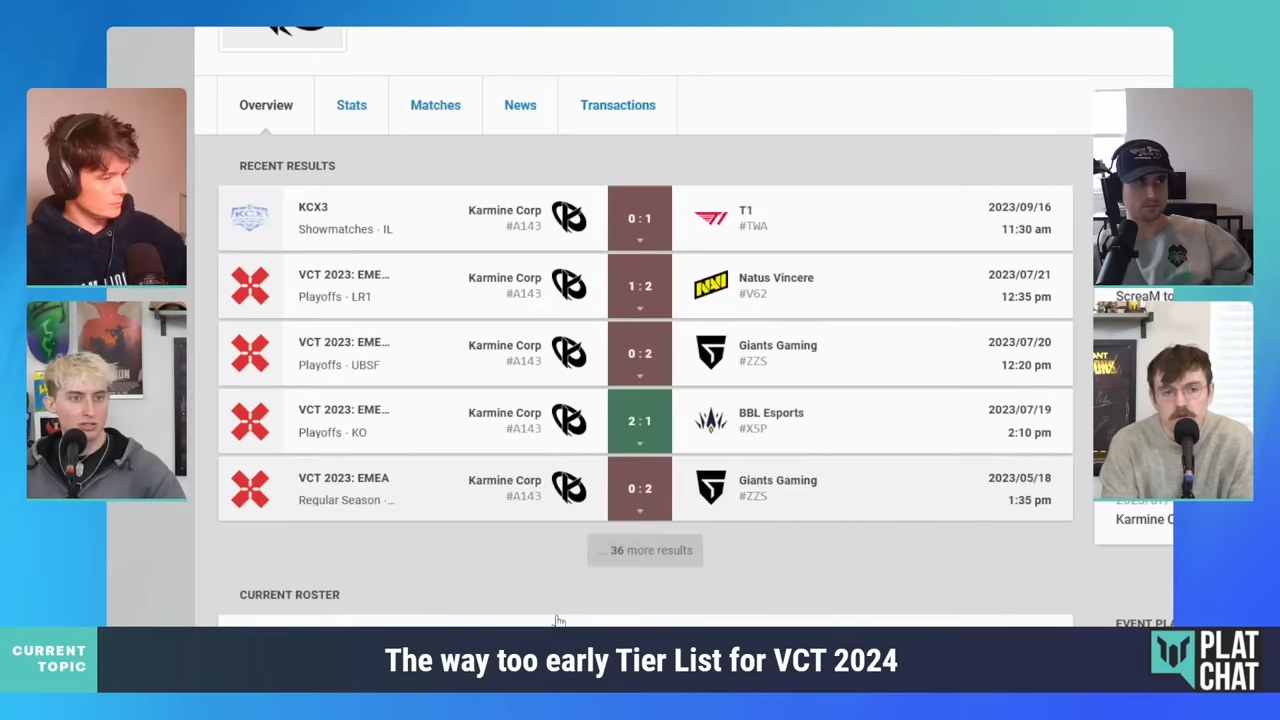 Overview
Stats
Matches
News
Transactions
RECENT RESULTS
KCX3
Showmatches · IL
Karmine Corp
#A143
0 : 1
T1
#TWA
2023/09/16
11:30 am
VCT 2023: EME...
Playoffs · LR1
Karmine Corp
#A143
1 : 2
Natus Vincere
#V62
2023/07/21
12:35 pm
VCT 2023: EME...
Playoffs · UBSF
Karmine Corp
#A143
0 : 2
Giants Gaming
#ZZS
2023/07/20
12:20 pm
VCT 2023: EME...
Playoffs · KO
Karmine Corp
#A143
2 : 1
BBL Esports
#X5P
2023/07/19
2:10 pm
VCT 2023: EMEA
Regular Season ·...
Karmine Corp
#A143
0 : 2
Giants Gaming
#ZZS
2023/05/18
1:35 pm
... 36 more results
CURRENT ROSTER
ScreaM to
Karmine C
EVENT PLA
CURRENT
TOPIC
The way too early Tier List for VCT 2024
PLAT
CHAT